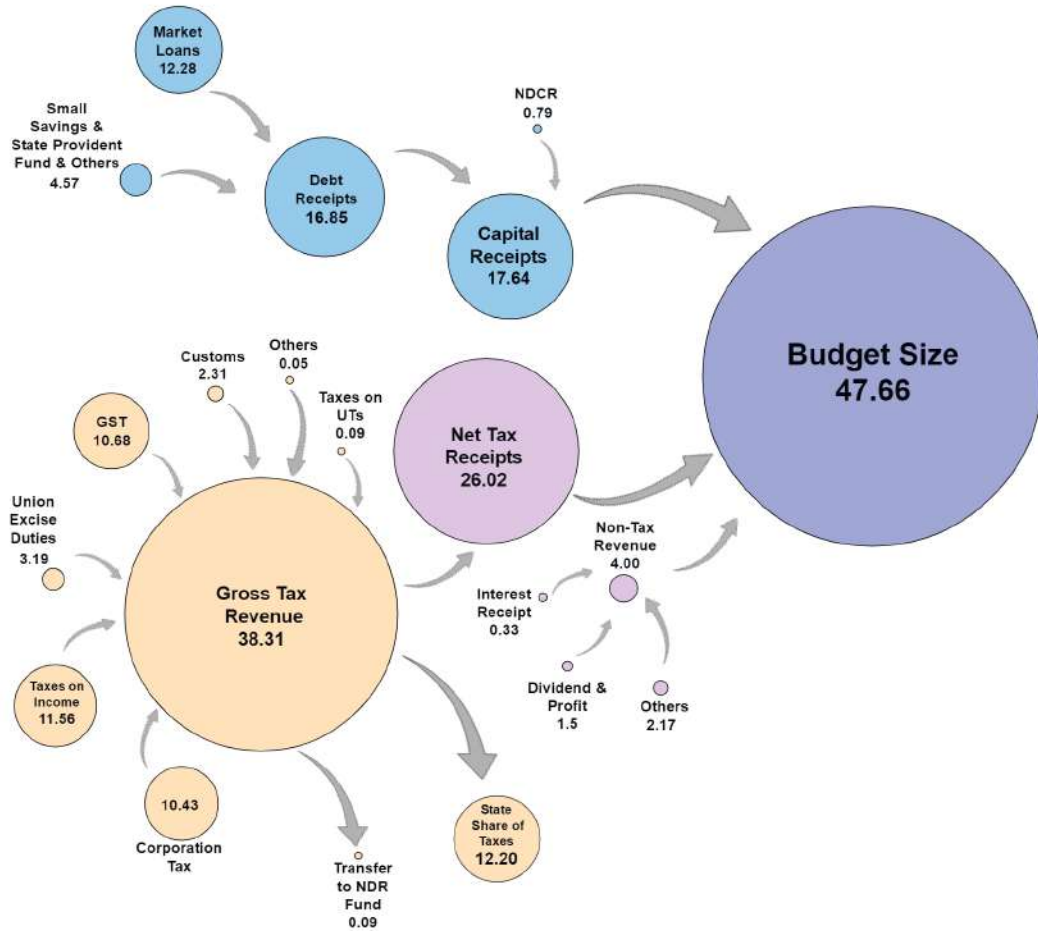 Market
Loans
12.28
Small
Savings &
State Provident
Fund & Others
4.57
Debt
Receipts
16.85
NDCR
0.79
Capital
Receipts
17.64
Budget Size
47.66
Customs
2.31
Others
0.05
Taxes on
UTs
0.09
GST
10.68
Union
Excise
Duties
3.19
Taxes on
Income
11.56
10.43
Corporation
Tax
Gross Tax
Revenue
38.31
Net Tax
Receipts
26.02
Non-Tax
Revenue
4.00
Interest
Receipt
0.33
Dividend &
Profit
1.5
Others
2.17
State
Share of
Taxes
12.20
Transfer
to NDR
Fund
0.09